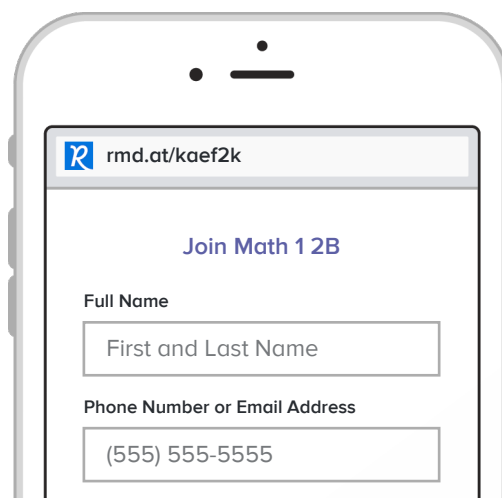 rmd.at/kaef2k
Join Math 1 2B
Full Name
First and Last Name
Phone Number or Email Address
(555) 555-5555